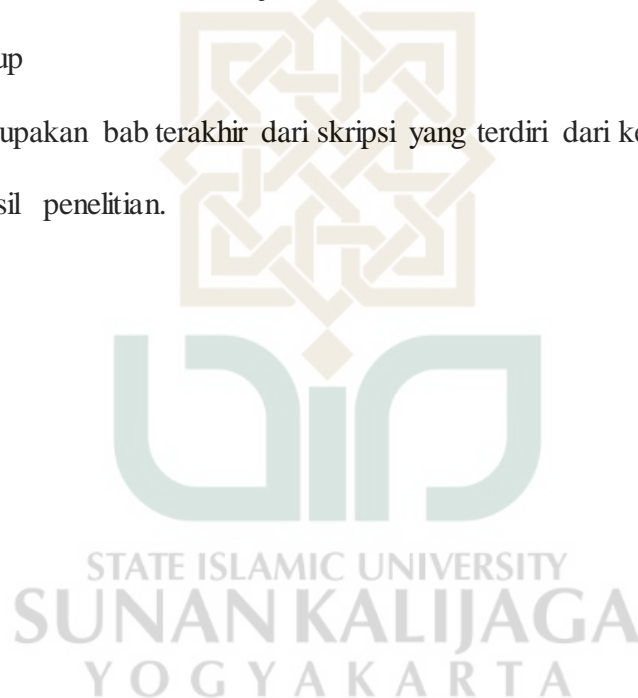 up
upakan bab terakhir dari skripsi yang terdiri dari ke
sil penelitian.
STATE ISLAMIC UNIVERSITY
SUNAN KALIJAGA
YOGYAKARTA